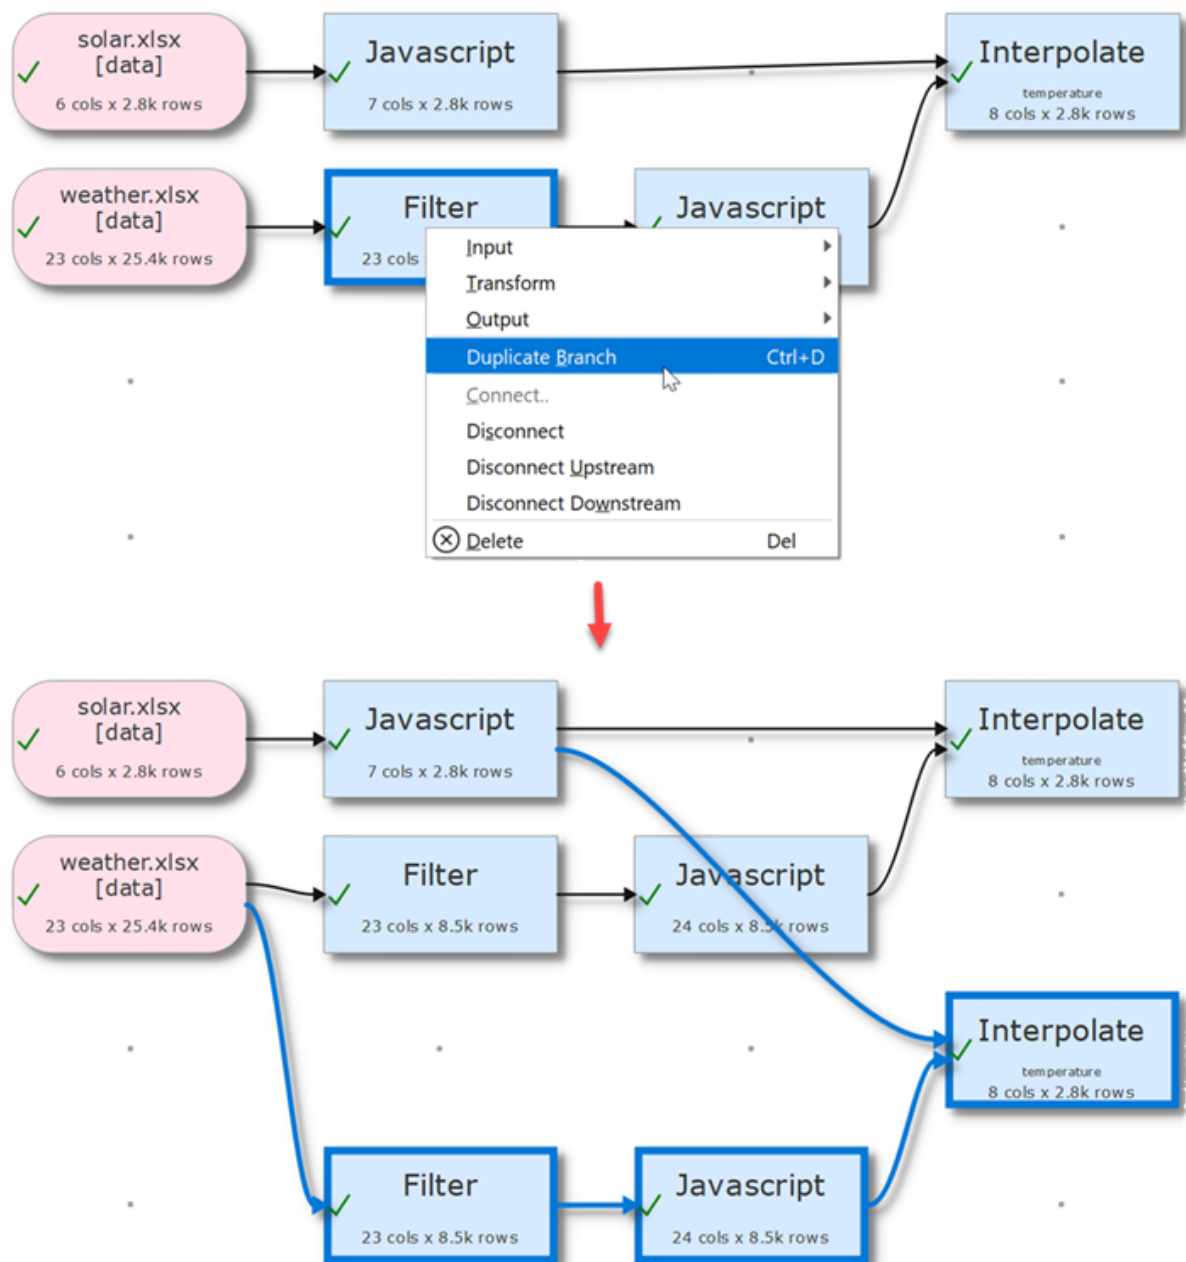 solar.xlsx
[data]
6 cols x 2.8k rows
Javascript
7 cols x 2.8k rows
Interpolate
temperature
8 cols x 2.8k rows
weather.xlsx
[data]
23 cols x 25.4k rows
Filter
23 cols
Javascript
Input
Transform
Output
Duplicate Branch Ctrl+D
Connect..
Disconnect
Disconnect Upstream
Disconnect Downstream
Delete Del
solar.xlsx
[data]
6 cols x 2.8k rows
Javascript
7 cols x 2.8k rows
Interpolate
temperature
8 cols x 2.8k rows
weather.xlsx
[data]
23 cols x 25.4k rows
Filter
23 cols x 8.5k rows
Javascript
24 cols x 8.5k rows
Interpolate
temperature
8 cols x 2.8k rows
Filter
23 cols x 8.5k rows
Javascript
24 cols x 8.5k rows